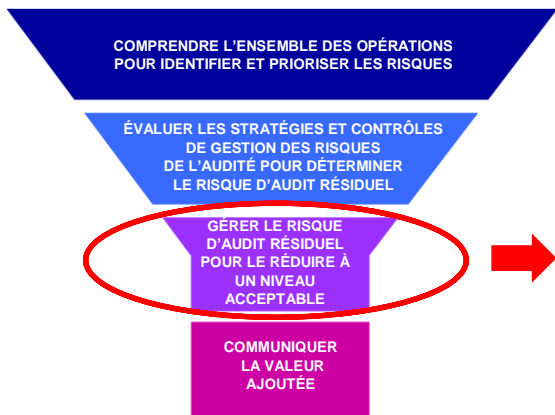 COMPRENDRE L'ENSEMBLE DES OPÉRATIONS
POUR IDENTIFIER ET PRIORISER LES RISQUES
ÉVALUER LES STRATÉGIES ET CONTRÔLES
DE GESTION DES RISQUES
DE L'AUDITÉ POUR DÉTERMINER
LE RISQUE D'AUDIT RÉSIDUEL
GÉRER LE RISQUE
D'AUDIT RÉSIDUEL
POUR LE RÉDUIRE À
UN NIVEAU
ACCEPTABLE
COMMUNIQUER
LA VALEUR
AJOUTÉE